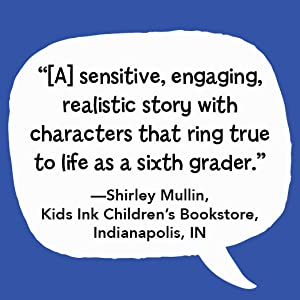 “[A] sensitive, engaging,
realistic story with
characters that ring true
to life as a sixth grader.”
—Shirley Mullin,
Kids Ink Children’s Bookstore,
Indianapolis, IN